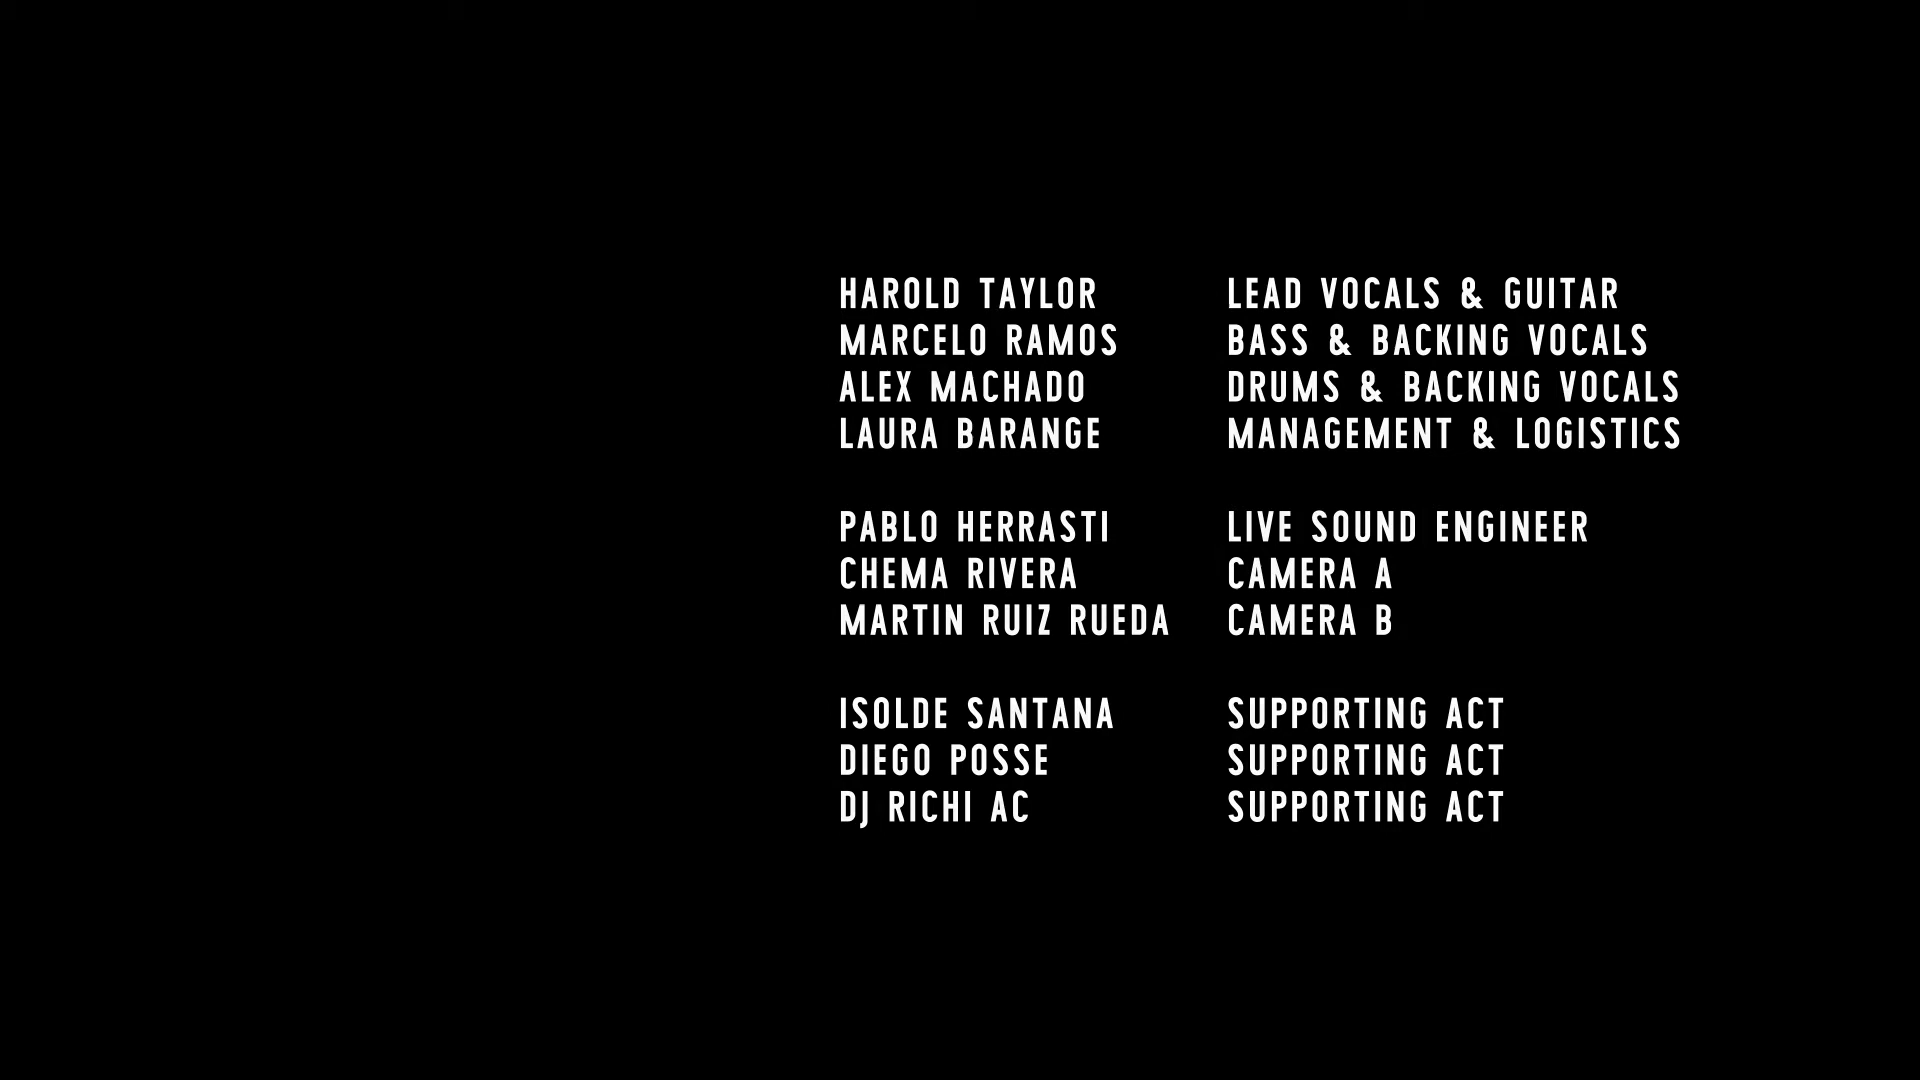 HAROLD TAYLOR LEAD VOCALS & GUITAR
MARCELO RAMOS BASS & BACKING VOCALS
ALEX MACHADO DRUMS & BACKING VOCALS
LAURA BARANGE MANAGEMENT & LOGISTICS
PABLO HERRASTI LIVE SOUND ENGINEER
CHEMA RIVERA CAMERA A
MARTIN RUIZ RUEDA CAMERA B
ISOLDE SANTANA SUPPORTING ACT
DIEGO POSSE SUPPORTING ACT
DJ RICHI AC SUPPORTING ACT